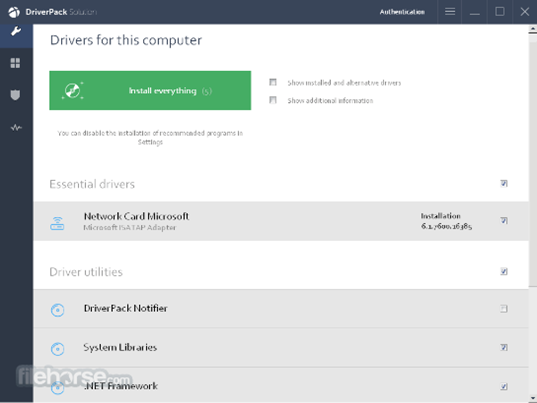 DriverPack Solution
Authentication
Drivers for this computer
Install everything (5)
Show installed and alternative drivers
Show additional information
You can disable the installation of recommended programs in
Settings
Essential drivers
Network Card Microsoft
Microsoft ISATAP Adapter
Installation
6.1.7600.16385
Driver utilities
DriverPack Notifier
System Libraries
.NET Framework
filehorse.com